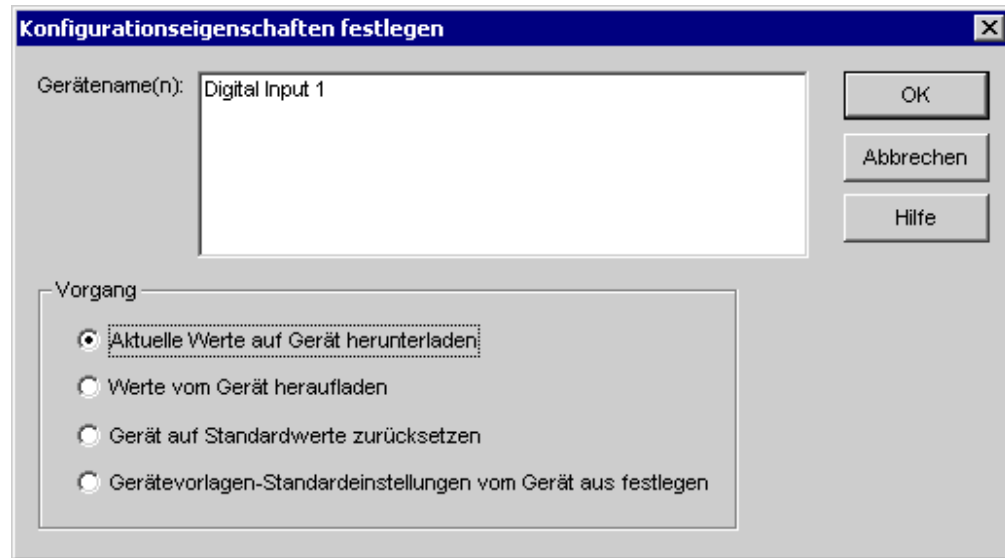 Konfigurationseigenschaften festlegen
Gerätename(n):
Digital Input 1
OK
Abbrechen
Hilfe
Vorgang
Aktuelle Werte auf Gerät herunterladen
Werte vom Gerät heraufladen
Gerät auf Standardwerte zurücksetzen
Gerätevorlagen-Standardeinstellungen vom Gerät aus festlegen